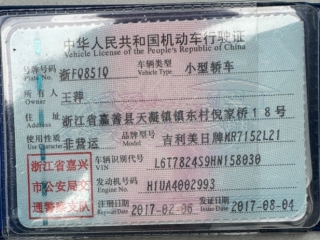 中华人民共和国机动车行驶证
Vehicle License of the People's Republic of China
号牌号码 浙FQ851Q 车辆类型 小型轿车
Plate No. Vehicle Type
所有人 王萍
Owner
住址 浙江省嘉善县天凝镇镇东村倪家桥18号
Address
使用性质 非营运 吉利美日牌MR7152L21
Use Character
浙江省嘉兴 车辆识别代号 L6T7824S9HN158030
VIN
市公安局交 发动机号码 H1UA4002993
Engine No.
通警察支队 注册日期 2017-02-06 发证日期 2017-08-04
Register Date Issue Date